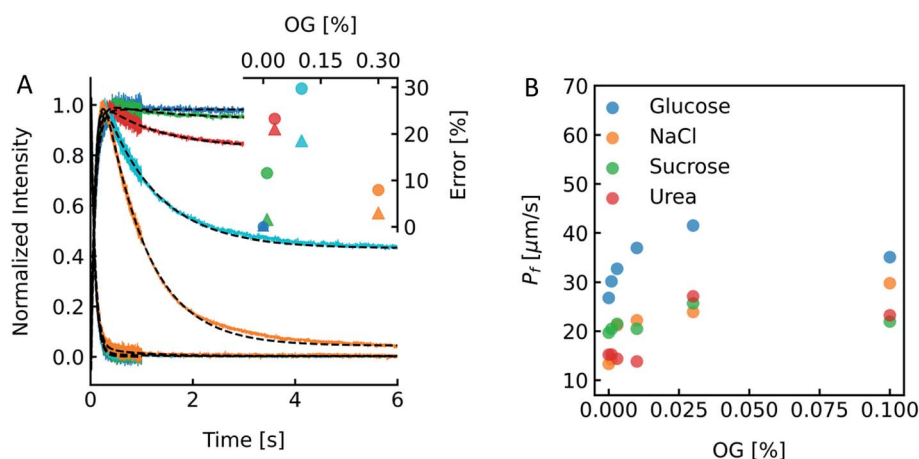 OG [%]
0.00 0.15 0.30
A
1.0
0.8
0.6
0.4
0.2
0.0
Normalized Intensity
30
20
10
0
Error [%]
0 2 4 6
Time [s]
B
70
60
50
40
30
20
10
Pf [μm/s]
Glucose
NaCl
Sucrose
Urea
0.000 0.025 0.050 0.075 0.100
OG [%]